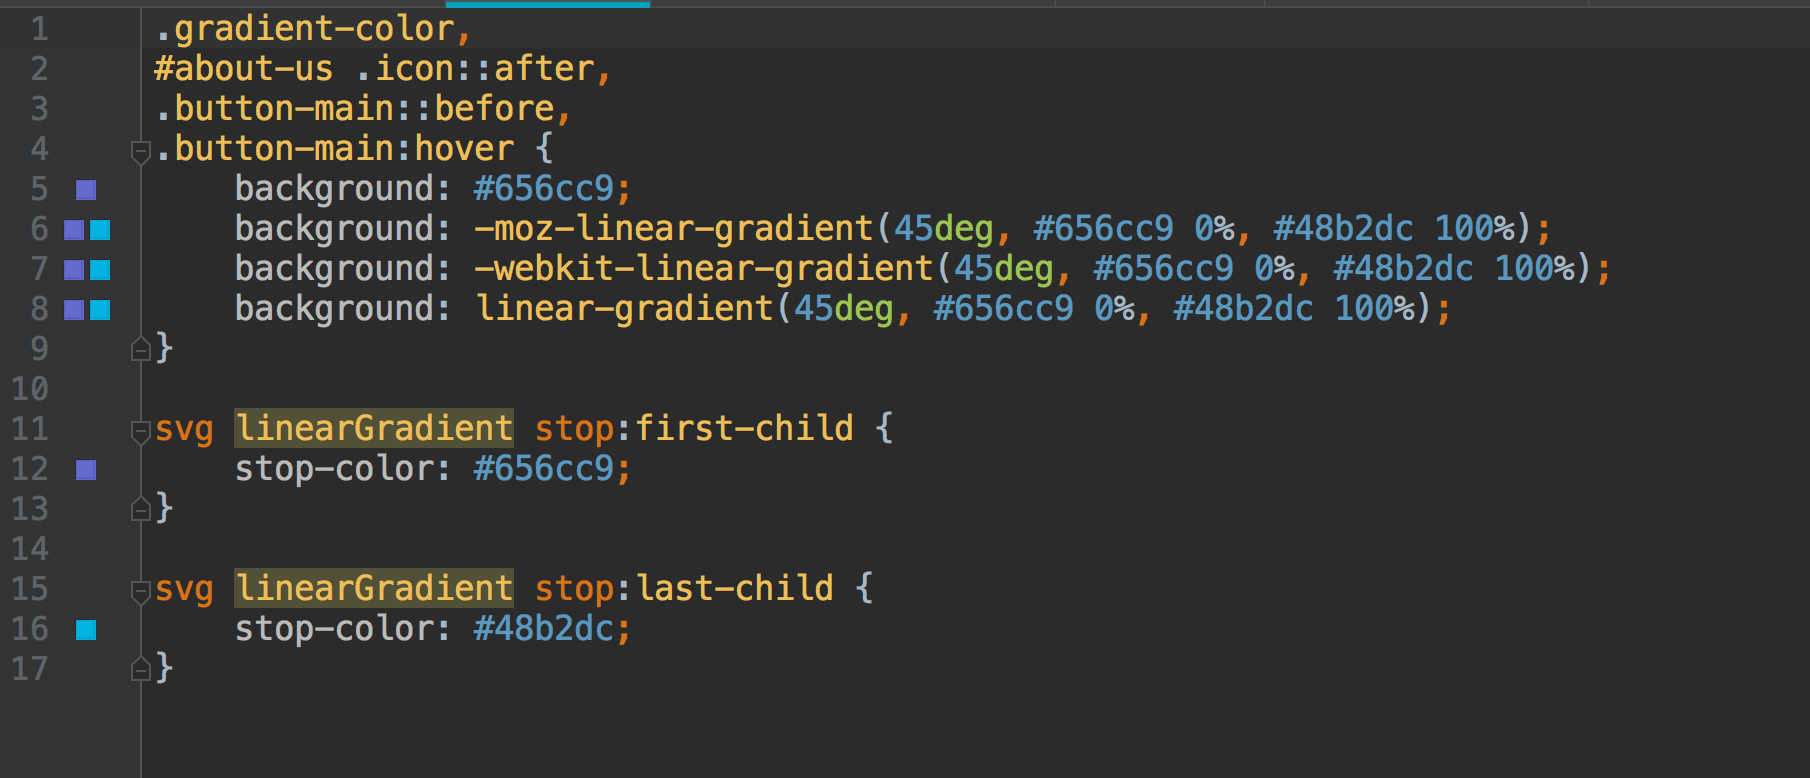 1 .gradient-color,
2 #about-us .icon::after,
3 .button-main::before,
4 .button-main:hover {
5     background: #656cc9;
6     background: -moz-linear-gradient(45deg, #656cc9 0%, #48b2dc 100%);
7     background: -webkit-linear-gradient(45deg, #656cc9 0%, #48b2dc 100%);
8     background: linear-gradient(45deg, #656cc9 0%, #48b2dc 100%);
9 }
10
11 svg linearGradient stop:first-child {
12     stop-color: #656cc9;
13 }
14
15 svg linearGradient stop:last-child {
16     stop-color: #48b2dc;
17 }